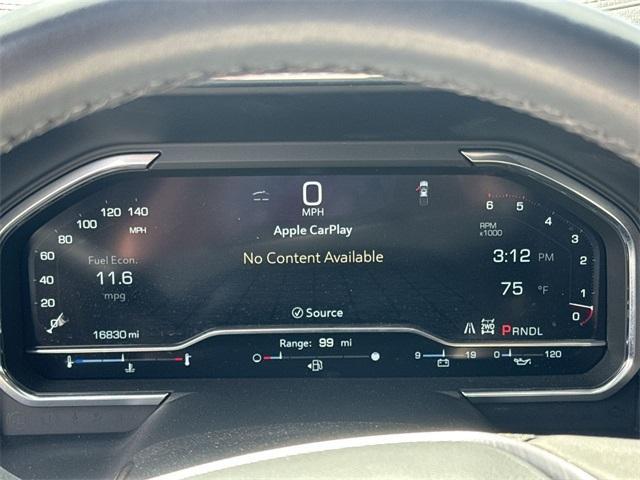 0
MPH
Apple CarPlay
No Content Available
Source
140
120
100
80
60
40
20
0
MPH
Fuel Econ.
11.6
mpg
16830 mi
6
5
4
3
2
1
0
RPM
x1000
3:12 PM
75 °F
2WD
PRNDL
Range: 99 mi
9 19
0 120